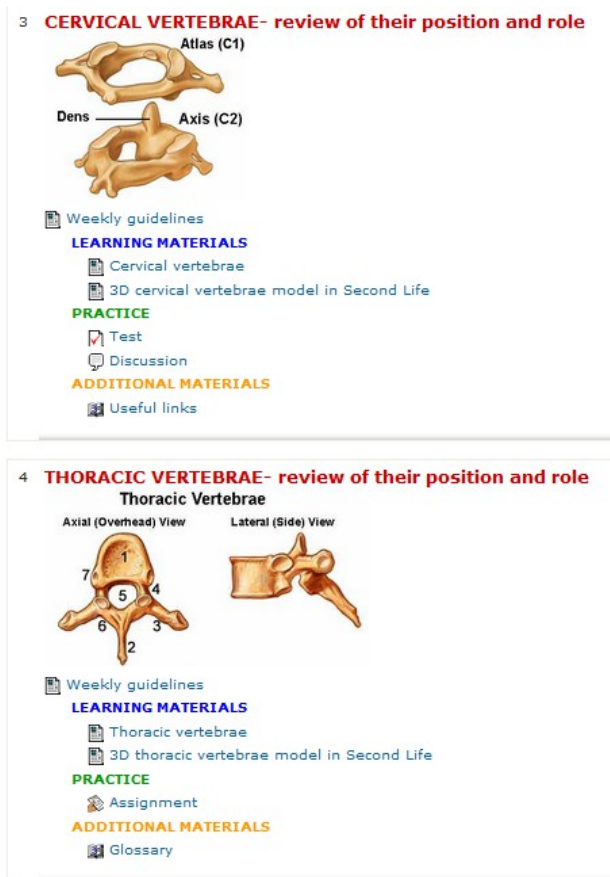 3 CERVICAL VERTEBRAE- review of their position and role
Atlas (C1)
Dens Axis (C2)
Weekly guidelines
LEARNING MATERIALS
Cervical vertebrae
3D cervical vertebrae model in Second Life
PRACTICE
Test
Discussion
ADDITIONAL MATERIALS
Useful links
4 THORACIC VERTEBRAE- review of their position and role
Thoracic Vertebrae
Axial (Overhead) View Lateral (Side) View
1
7
4
5
6 3
2
Weekly guidelines
LEARNING MATERIALS
Thoracic vertebrae
3D thoracic vertebrae model in Second Life
PRACTICE
Assignment
ADDITIONAL MATERIALS
Glossary